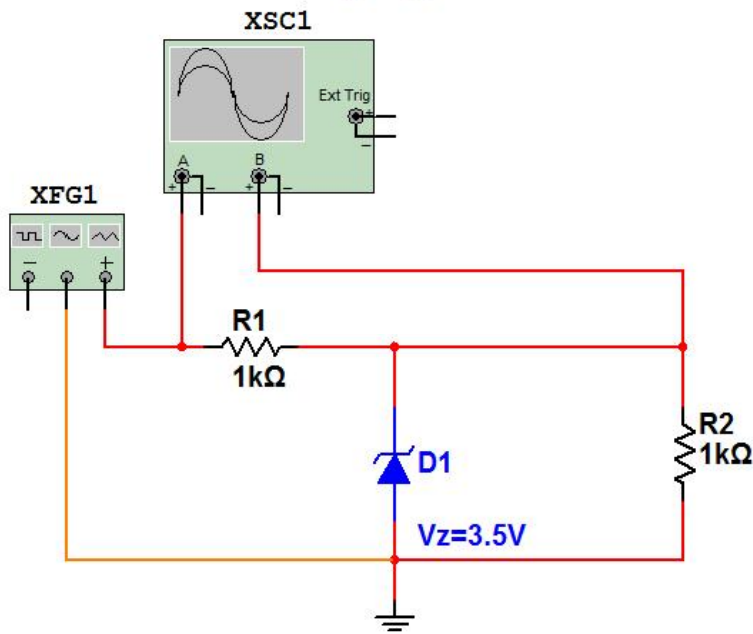 XSC1
Ext Trig
+
−
A
B
+
−
+
−
XFG1
−
+
R1
1kΩ
R2
1kΩ
D1
Vz=3.5V